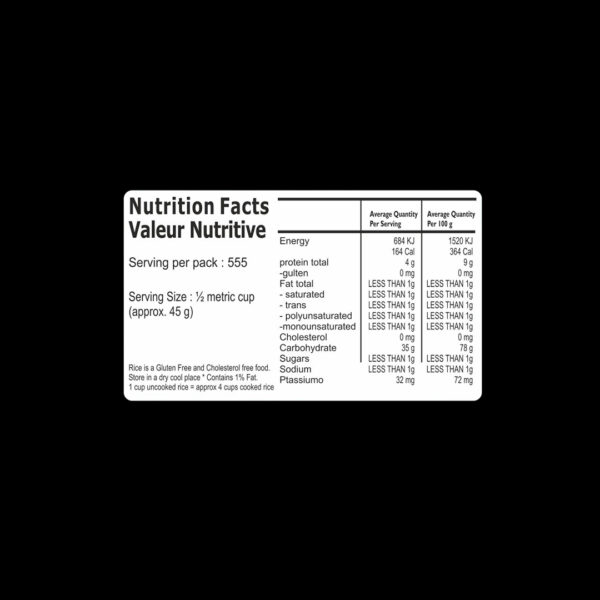 Nutrition Facts
Valeur Nutritive
Serving per pack : 555
Serving Size : ½ metric cup
(approx. 45 g)
Rice is a Gluten Free and Cholesterol free food.
Store in a dry cool place * Contains 1% Fat.
1 cup uncooked rice = approx 4 cups cooked rice
Average Quantity Per Serving Average Quantity Per 100 g
Energy 684 KJ 1520 KJ
164 Cal 364 Cal
protein total 4 g 9 g
-gulten 0 mg 0 mg
Fat total LESS THAN 1g LESS THAN 1g
- saturated LESS THAN 1g LESS THAN 1g
- trans LESS THAN 1g LESS THAN 1g
- polyunsaturated LESS THAN 1g LESS THAN 1g
-monounsaturated LESS THAN 1g LESS THAN 1g
Cholesterol 0 mg 0 mg
Carbohydrate 35 g 78 g
Sugars LESS THAN 1g LESS THAN 1g
Sodium LESS THAN 1g LESS THAN 1g
Ptassiumo 32 mg 72 mg